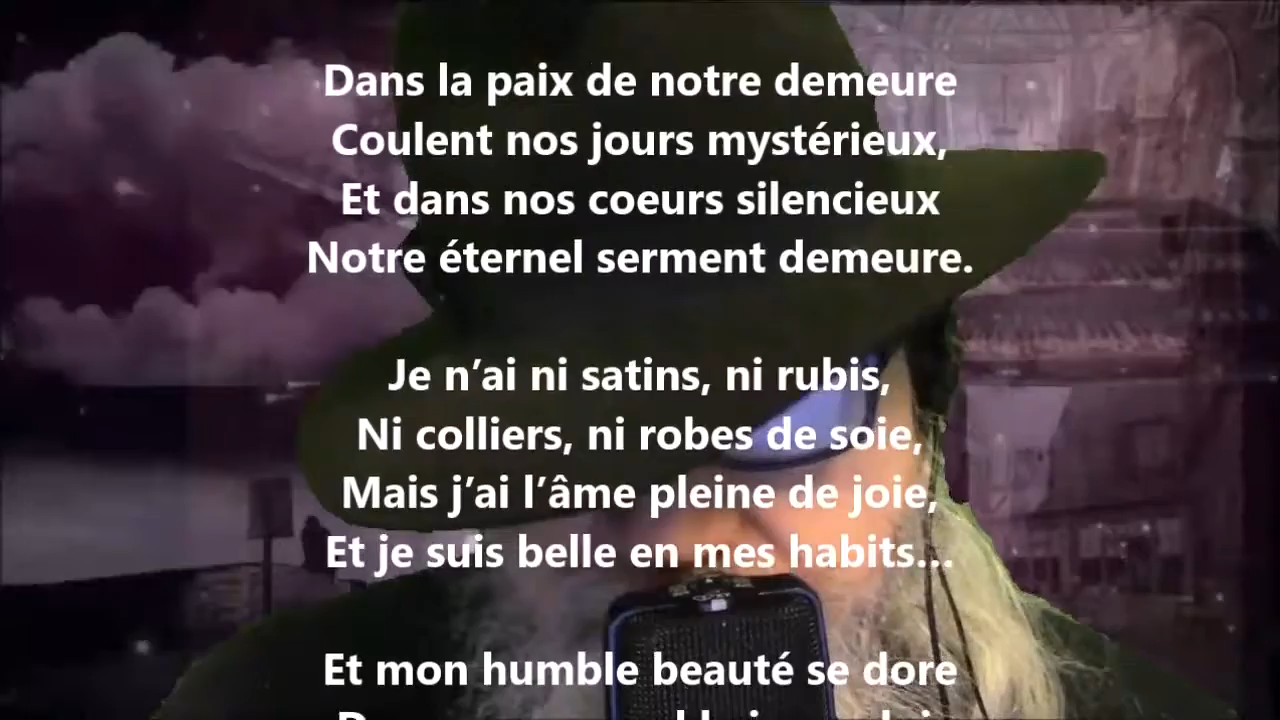 Dans la paix de notre demeure
Coulent nos jours mystérieux,
Et dans nos coeurs silencieux
Notre éternel serment demeure.
Je n’ai ni satins, ni rubis,
Ni colliers, ni robes de soie,
Mais j’ai l’âme pleine de joie,
Et je suis belle en mes habits...
Et mon humble beauté se dore